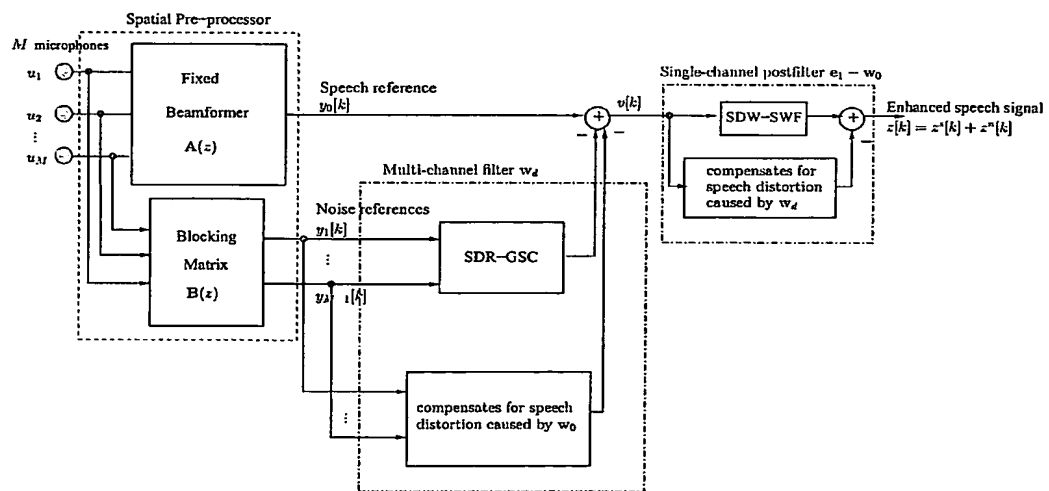 Spatial Pre-processor
M microphones
u1
u2
⋮
uM
Fixed
Beamformer
A(z)
Speech reference
y0[k]
Blocking
Matrix
B(z)
Noise references
y1[k]
⋮
1[k]
Multi-channel filter wd
SDR-GSC
compensates for speech
distortion caused by w0
⋮
v[k]
Single-channel postfilter e1 − w0
SDW-SWF
compensates for
speech distortion
caused by wd
Enhanced speech signal
z[k] = zs[k] + zn[k]
+
−
−
+
−